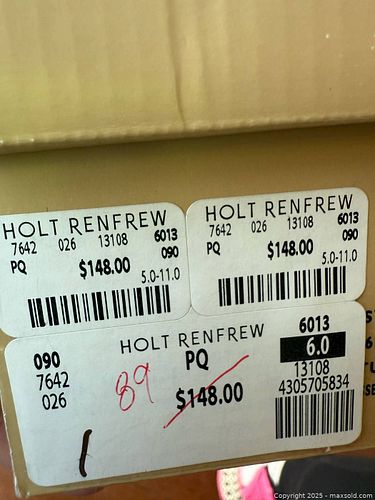 HOLT RENFREW
7642 026 13108 6013
090
PQ $148.00
5.0-11.0
HOLT RENFREW
7642 026 13108 6013
090
PQ $148.00
5.0-11.0
HOLT RENFREW 6013
090 PQ 6.0
7642 89 13108
026 $148.00 4305705834
Copyright 2025 - maxsold.com